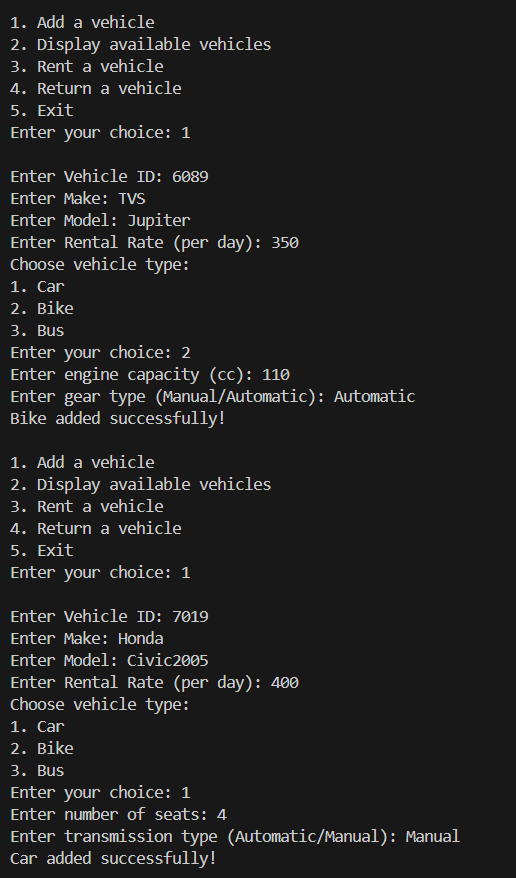 1. Add a vehicle
2. Display available vehicles
3. Rent a vehicle
4. Return a vehicle
5. Exit
Enter your choice: 1
Enter Vehicle ID: 6089
Enter Make: TVS
Enter Model: Jupiter
Enter Rental Rate (per day): 350
Choose vehicle type:
1. Car
2. Bike
3. Bus
Enter your choice: 2
Enter engine capacity (cc): 110
Enter gear type (Manual/Automatic): Automatic
Bike added successfully!
1. Add a vehicle
2. Display available vehicles
3. Rent a vehicle
4. Return a vehicle
5. Exit
Enter your choice: 1
Enter Vehicle ID: 7019
Enter Make: Honda
Enter Model: Civic2005
Enter Rental Rate (per day): 400
Choose vehicle type:
1. Car
2. Bike
3. Bus
Enter your choice: 1
Enter number of seats: 4
Enter transmission type (Automatic/Manual): Manual
Car added successfully!